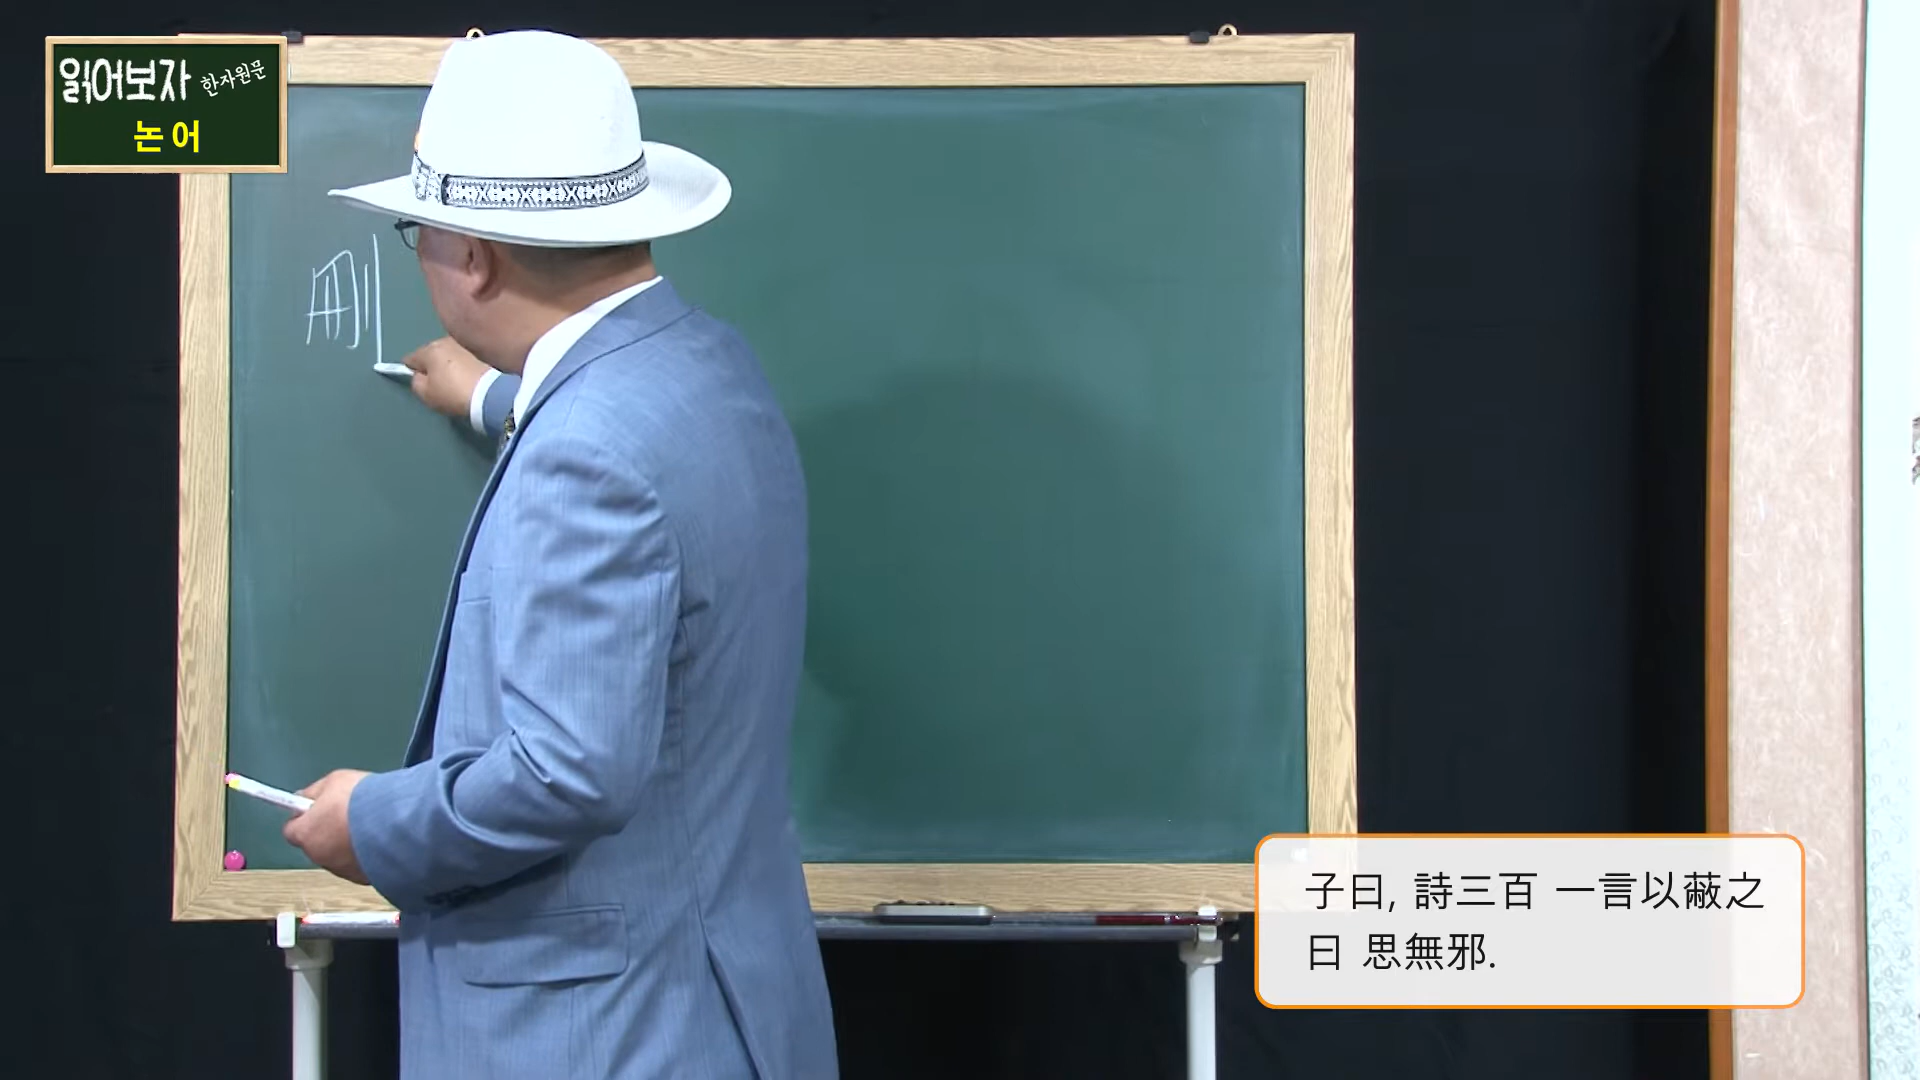 읽어보자 한자원문
논어
子曰, 詩三百 一言以蔽之
曰 思無邪.